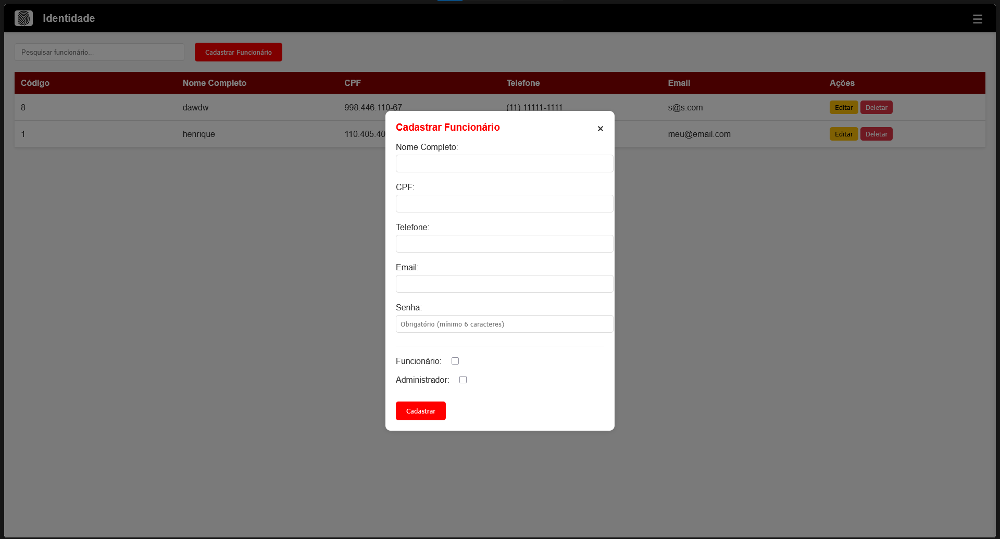 Identidade
☰
Pesquisar funcionário...
Cadastrar Funcionário
Código Nome Completo CPF Telefone Email Ações
8 dawdw 998.446.110-67 (11) 11111-1111 s@s.com Editar Deletar
1 henrique 110.405.40 meu@email.com Editar Deletar
Cadastrar Funcionário ×
Nome Completo:
CPF:
Telefone:
Email:
Senha:
Obrigatório (mínimo 6 caracteres)
Funcionário:
Administrador:
Cadastrar